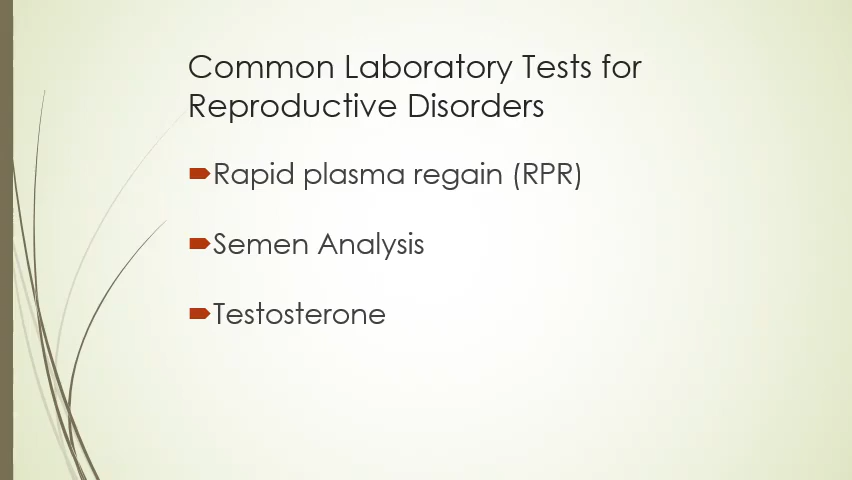 Common Laboratory Tests for
Reproductive Disorders
Rapid plasma regain (RPR)
Semen Analysis
Testosterone